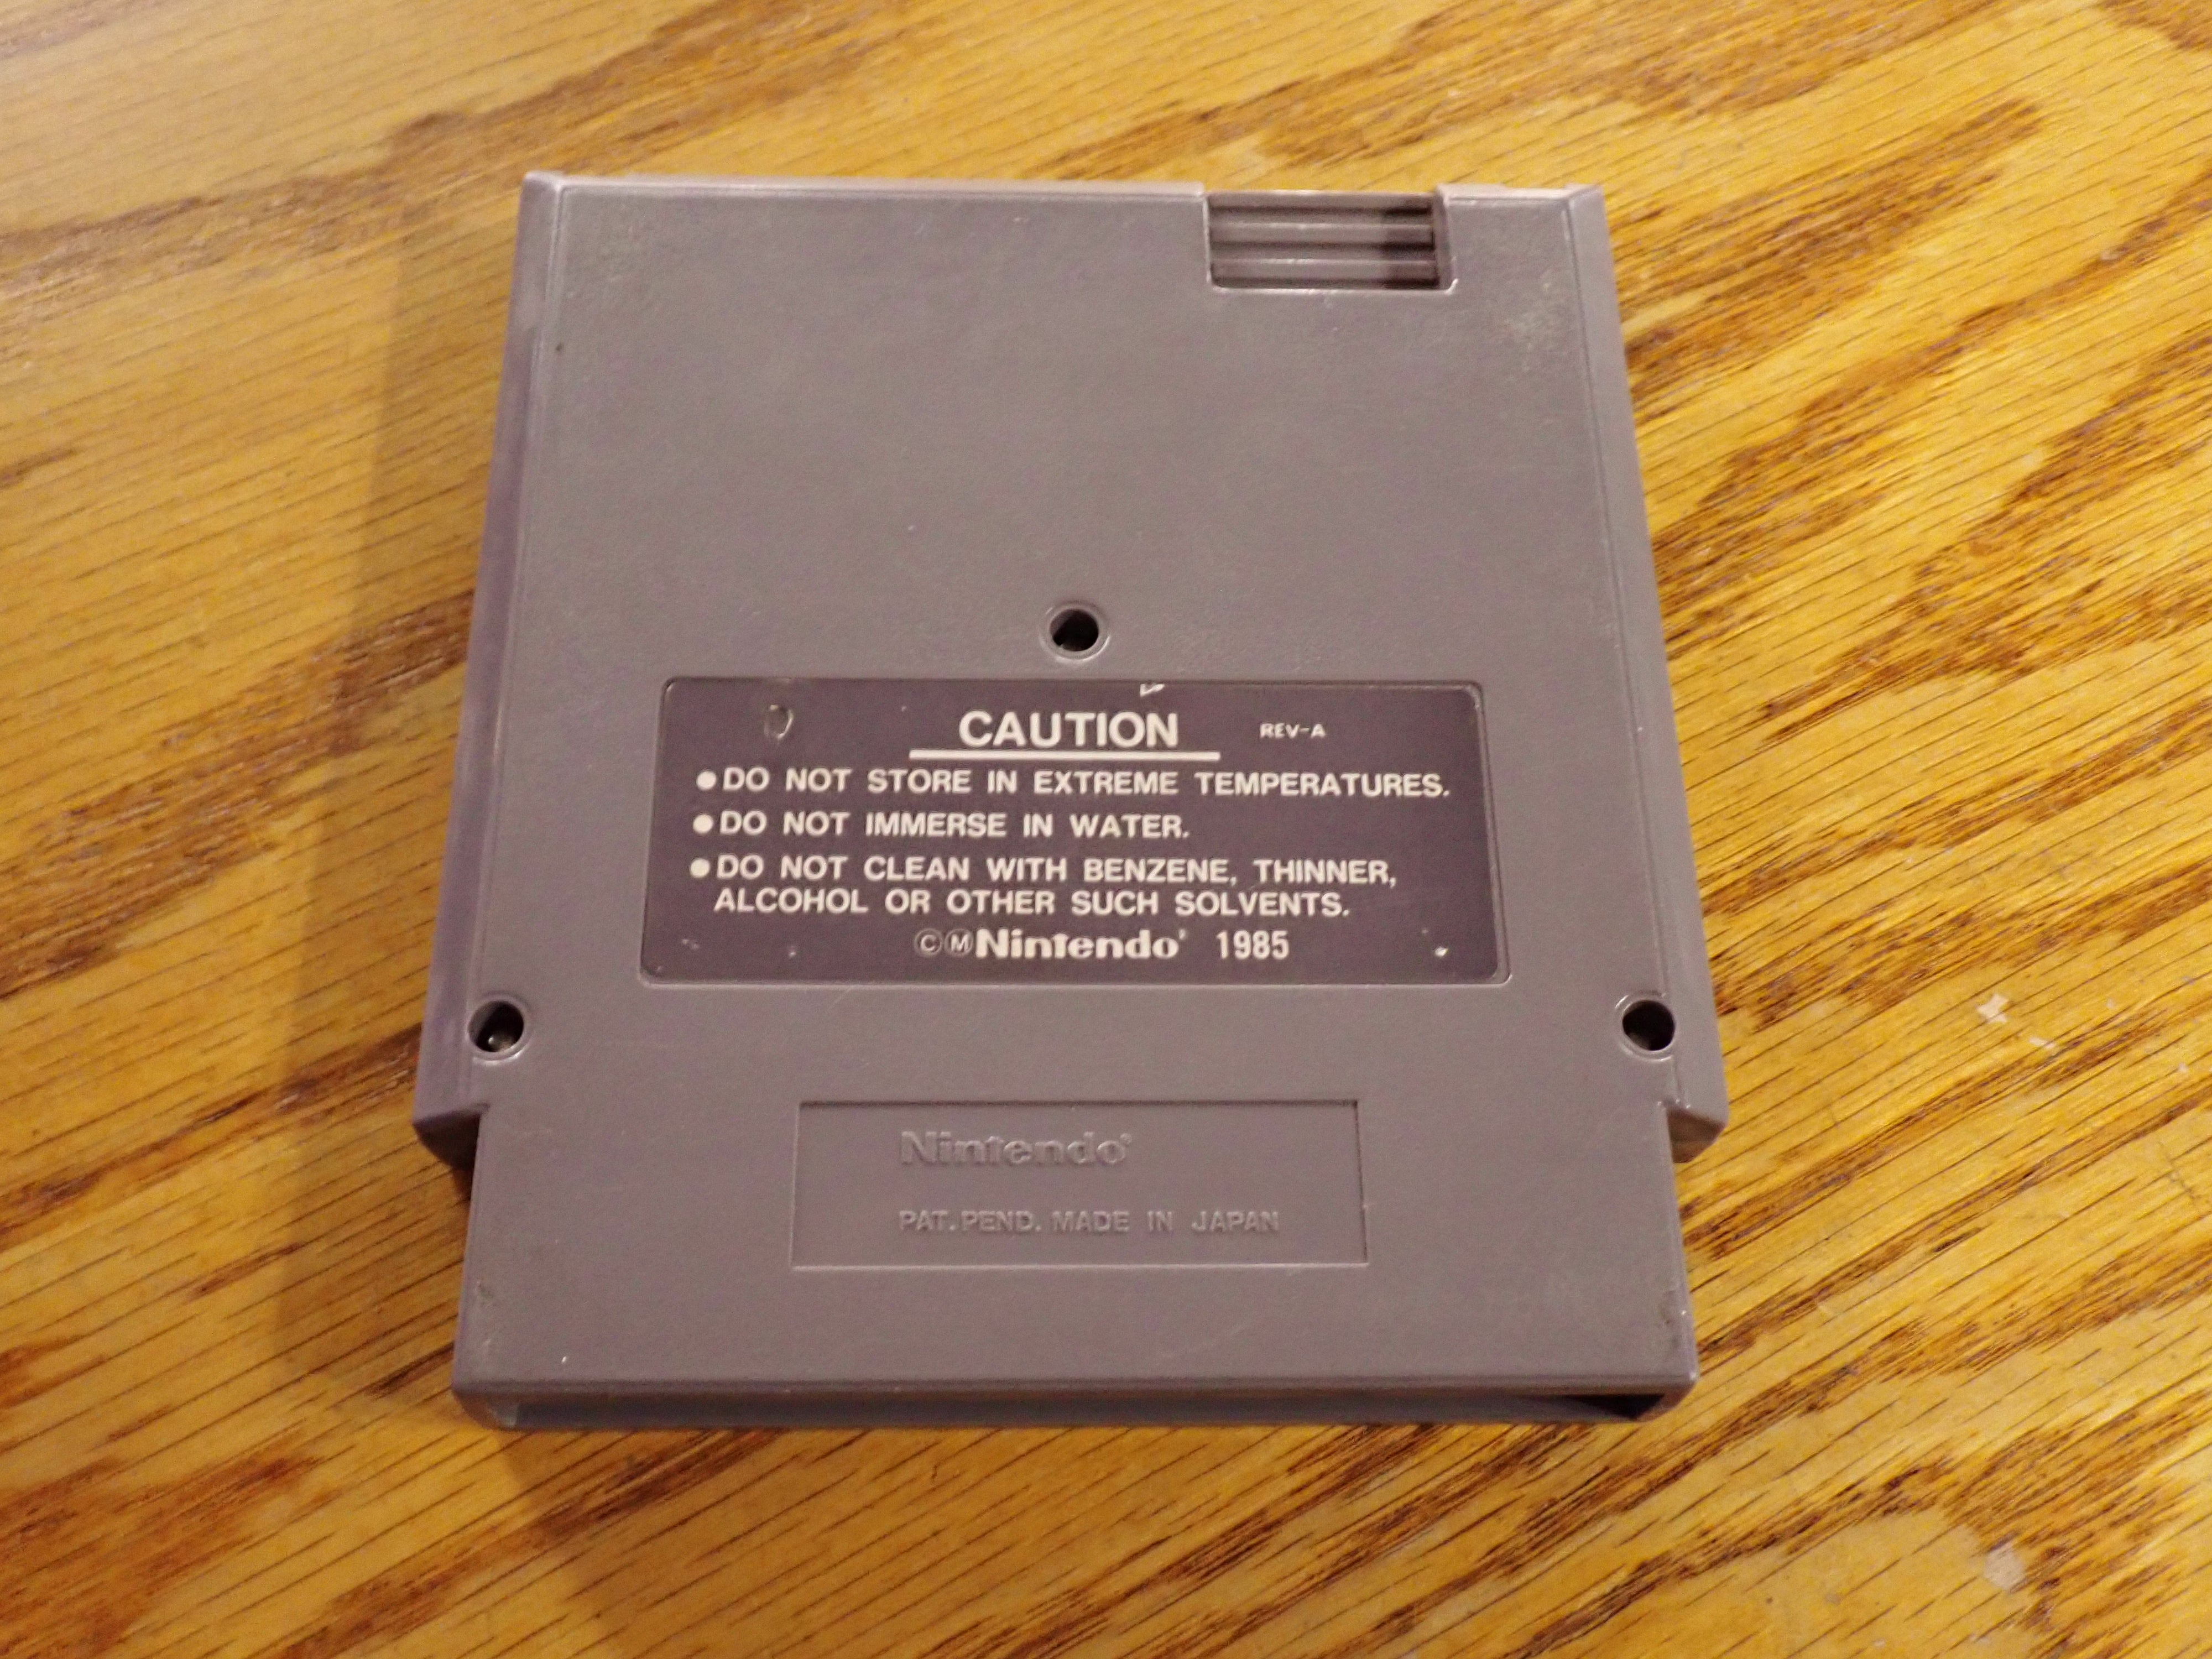 CAUTION REV-A
●DO NOT STORE IN EXTREME TEMPERATURES.
●DO NOT IMMERSE IN WATER.
●DO NOT CLEAN WITH BENZENE, THINNER,
ALCOHOL OR OTHER SUCH SOLVENTS.
©Ⓜ Nintendo® 1985
Nintendo®
PAT. PEND. MADE IN JAPAN